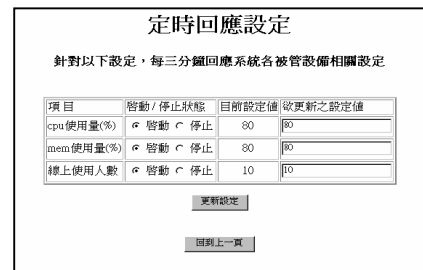 定時回應設定
針對以下設定，每三分鐘回應系統各被管設備相關設定
項目 啓動/停止狀態 目前設定值 欲更新之設定值
cpu使用量(%) 啓動 停止 80 80
mem使用量(%) 啓動 停止 80 80
線上使用人數 啓動 停止 10 10
更新設定
回到上一頁